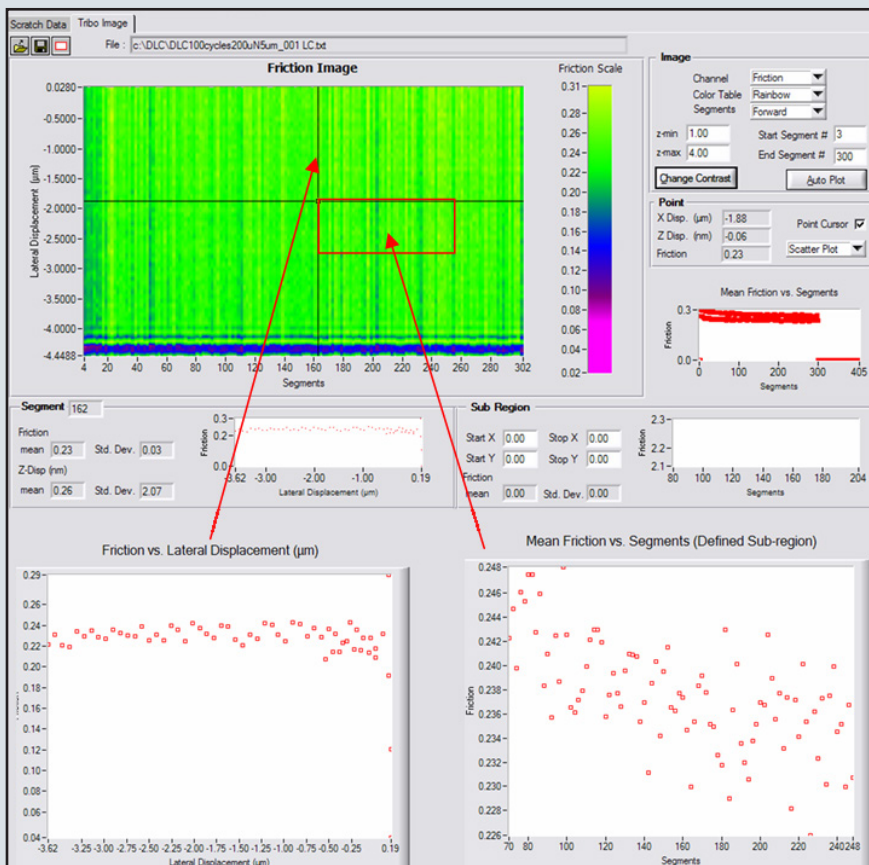 Scratch Data Tribo Image
File : c:\DLC\DLC100cycles200uN5um_001 LC.txt
Friction Image
Friction Scale
0.0280
-0.5000
-1.0000
-1.5000
-2.0000
-2.5000
-3.0000
-3.5000
-4.0000
-4.4488
Lateral Displacement (µm)
4 20 40 60 80 100 120 140 160 180 200 220 240 260 280 302
Segments
0.31
0.28
0.26
0.24
0.22
0.20
0.18
0.16
0.14
0.12
0.10
0.08
0.06
0.04
0.02
Image
Channel Friction
Color Table Rainbow
Segments Forward
z-min 1.00 Start Segment # 3
z-max 4.00 End Segment # 300
Change Contrast Auto Plot
Point
X Disp. (µm) -1.88 Point Cursor
Z Disp. (nm) -0.06
Friction 0.23 Scatter Plot
Mean Friction vs. Segments
0.3
0.0
Friction
0 100 200 300 405
Segments
Segment 162
Friction
mean 0.23 Std. Dev. 0.03
Z-Disp (nm)
mean 0.26 Std. Dev. 2.07
0.3
0.2
0.0
Friction
-3.62 -3.00 -2.00 -1.00 0.19
Lateral Displacement (µm)
Sub Region
Start X 0.00 Stop X 0.00
Start Y 0.00 Stop Y 0.00
Friction
mean 0.00 Std. Dev. 0.00
2.3
2.2
2.1
Friction
80 100 120 140 160 180 204
Segments
Friction vs. Lateral Displacement (µm)
0.29
0.26
0.24
0.22
0.20
0.18
0.15
0.13
0.11
0.09
0.06
0.04
Friction
-3.62 -3.25 -3.00 -2.75 -2.50 -2.25 -2.00 -1.75 -1.50 -1.25 -1.00 -0.75 -0.50 -0.25 0.19
Lateral Displacement (µm)
Mean Friction vs. Segments (Defined Sub-region)
0.248
0.246
0.244
0.242
0.240
0.238
0.236
0.234
0.232
0.230
0.228
0.226
Friction
70 80 100 120 140 160 180 200 220 240 248
Segments